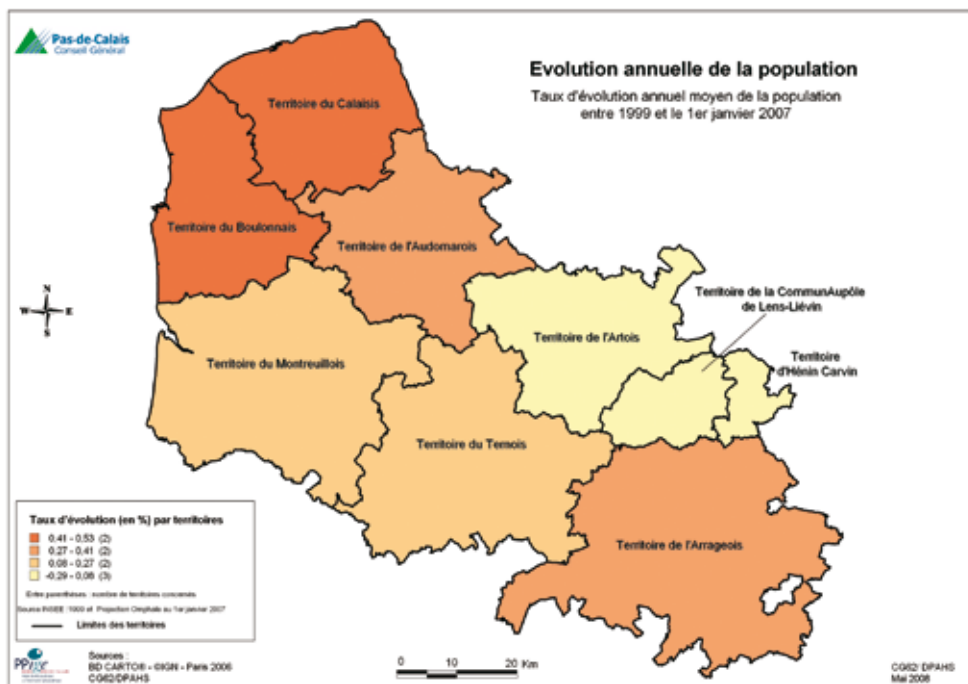 Pas-de-Calais
Conseil Général
Evolution annuelle de la population
Taux d'évolution annuel moyen de la population
entre 1999 et le 1er janvier 2007
Territoire du Calaisis
Territoire du Boulonnais
Territoire de l'Audomarois
Territoire de la CommunAupôle
de Lens-Liévin
Territoire de l'Artois
Territoire
d'Hénin Carvin
Territoire du Montreuillois
Territoire du Ternois
Territoire de l'Arrageois
N
W E
S
Taux d'évolution (en %) par territoires
0,41 - 0,53 (2)
0,27 - 0,41 (2)
0,08 - 0,27 (2)
-0,29 - 0,08 (3)
Entre parenthèses : nombre de territoires concernés
Source INSEE 1999 et Projection Omphale au 1er janvier 2007
Limites des territoires
Sources :
BD CARTO® - ©IGN - Paris 2006
CG62/DPAHS
0 10 20 Km
CG62/ DPAHS
Mai 2008